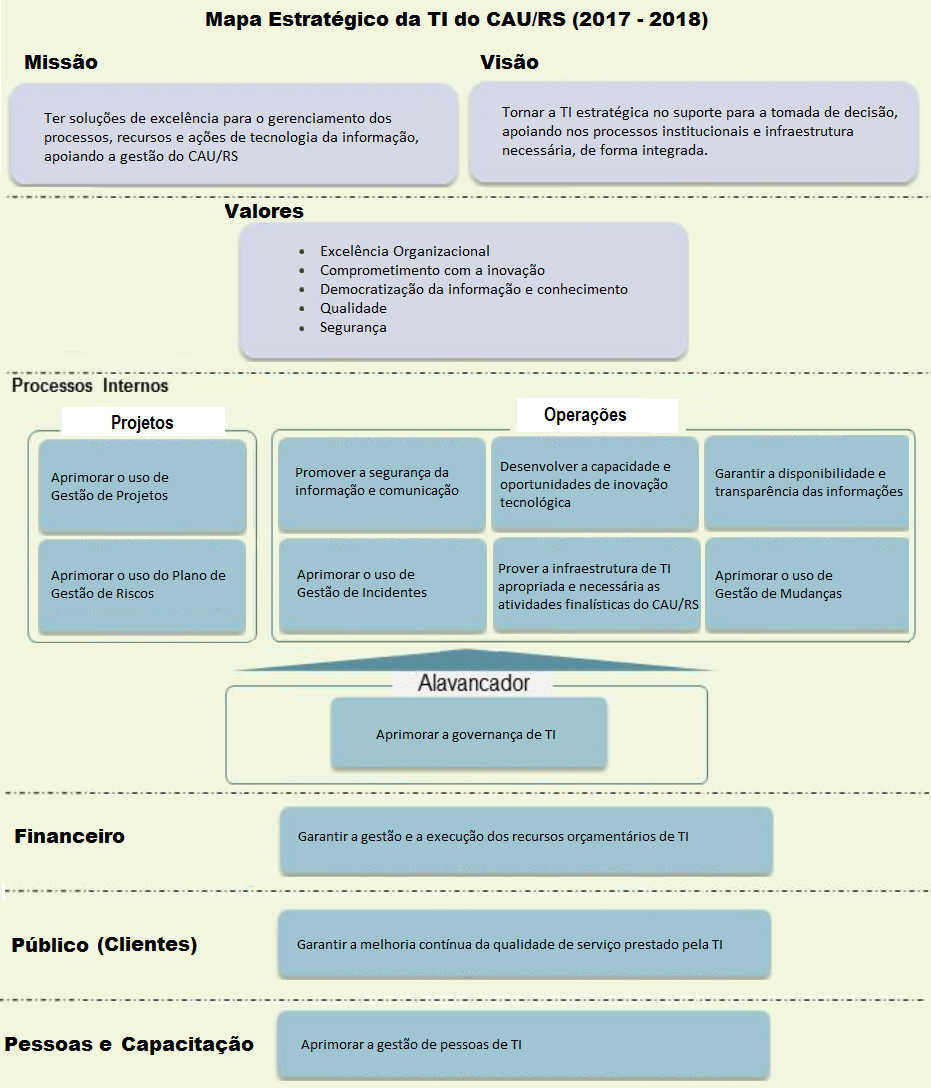 Mapa Estratégico da TI do CAU/RS (2017 - 2018)
Missão
Ter soluções de excelência para o gerenciamento dos
processos, recursos e ações de tecnologia da informação,
apoiando a gestão do CAU/RS
Visão
Tornar a TI estratégica no suporte para a tomada de decisão,
apoiando nos processos institucionais e infraestrutura
necessária, de forma integrada.
Valores
• Excelência Organizacional
• Comprometimento com a inovação
• Democratização da informação e conhecimento
• Qualidade
• Segurança
Processos Internos
Projetos
Aprimorar o uso de
Gestão de Projetos
Aprimorar o uso do Plano de
Gestão de Riscos
Operações
Promover a segurança da
informação e comunicação
Desenvolver a capacidade e
oportunidades de inovação
tecnológica
Garantir a disponibilidade e
transparência das informações
Aprimorar o uso de
Gestão de Incidentes
Prover a infraestrutura de TI
apropriada e necessária as
atividades finalísticas do CAU/RS
Aprimorar o uso de
Gestão de Mudanças
Alavancador
Aprimorar a governança de TI
Financeiro
Garantir a gestão e a execução dos recursos orçamentários de TI
Público (Clientes)
Garantir a melhoria contínua da qualidade de serviço prestado pela TI
Pessoas e Capacitação
Aprimorar a gestão de pessoas de TI